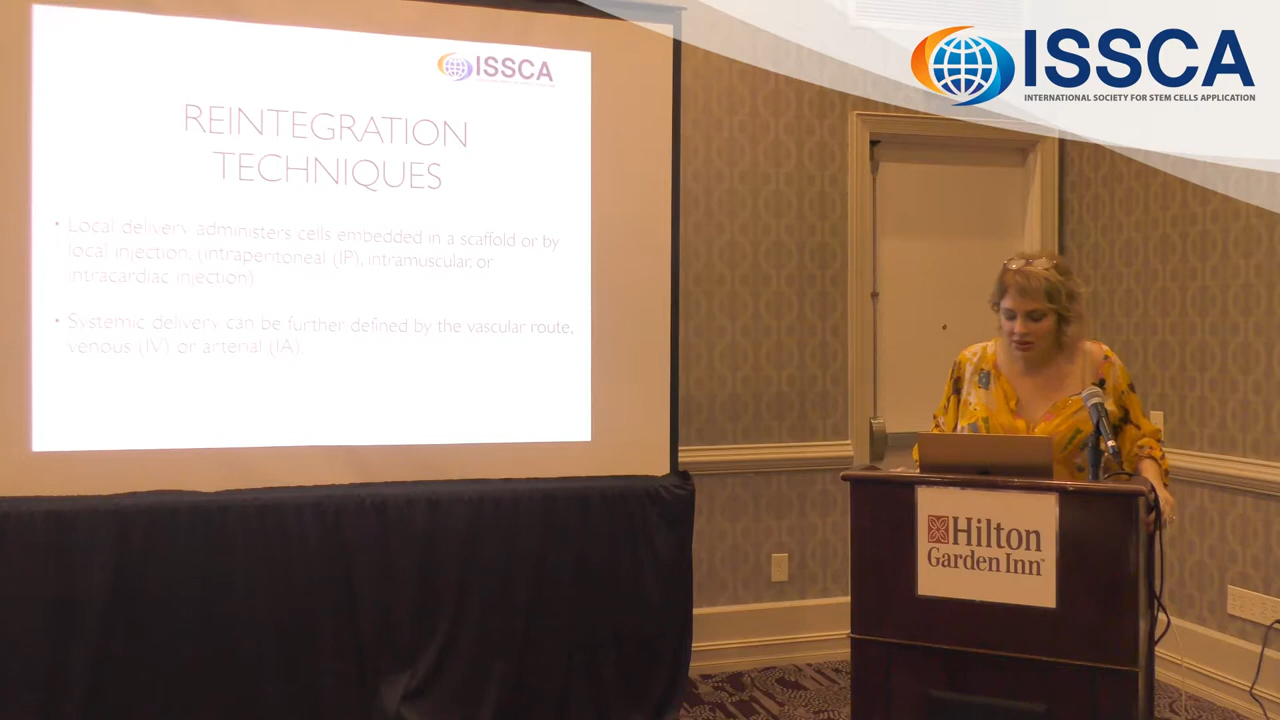 ISSCA
REINTEGRATION
TECHNIQUES
• Local delivery administers cells embedded in a scaffold or by
local injection, (intraperitoneal (IP), intramuscular, or
intracardiac injection)
• Systemic delivery can be further defined by the vascular route,
venous (IV) or arterial (IA).
ISSCA
INTERNATIONAL SOCIETY FOR STEM CELLS APPLICATION
Hilton
Garden Inn™